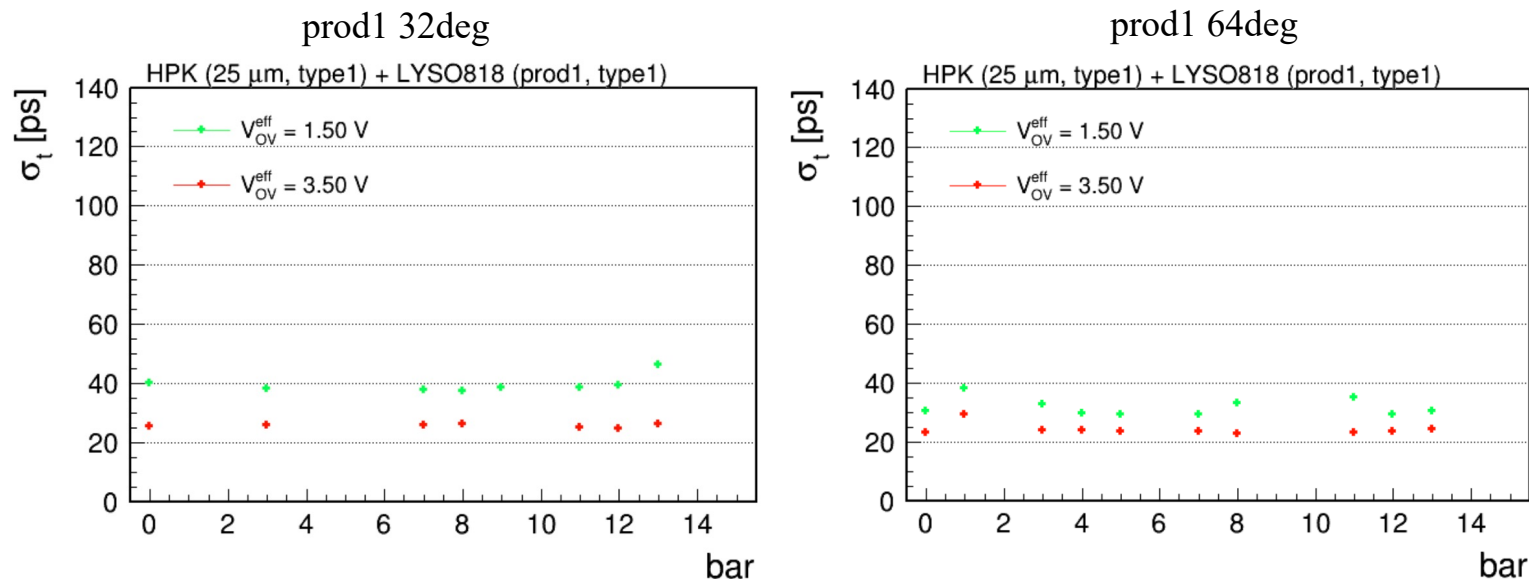 prod1 32deg
HPK (25 μm, type1) + LYSO818 (prod1, type1)
σt [ps]
140
120
100
80
60
40
20
0
V_OV^eff = 1.50 V
V_OV^eff = 3.50 V
0 2 4 6 8 10 12 14
bar
prod1 64deg
HPK (25 μm, type1) + LYSO818 (prod1, type1)
σt [ps]
140
120
100
80
60
40
20
0
V_OV^eff = 1.50 V
V_OV^eff = 3.50 V
0 2 4 6 8 10 12 14
bar